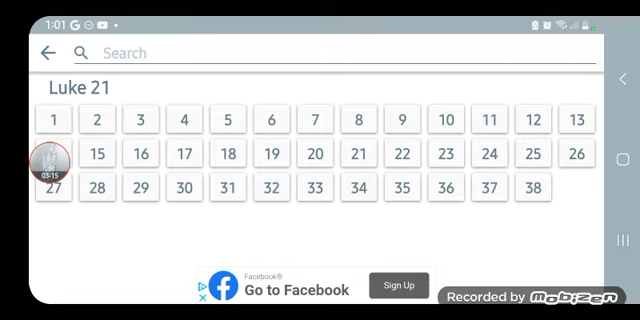 1:01
Search
Luke 21
1 2 3 4 5 6 7 8 9 10 11 12 13
15 16 17 18 19 20 21 22 23 24 25 26
03:15
27 28 29 30 31 32 33 34 35 36 37 38
Facebook®
Go to Facebook
Sign Up
Recorded by Mobizen